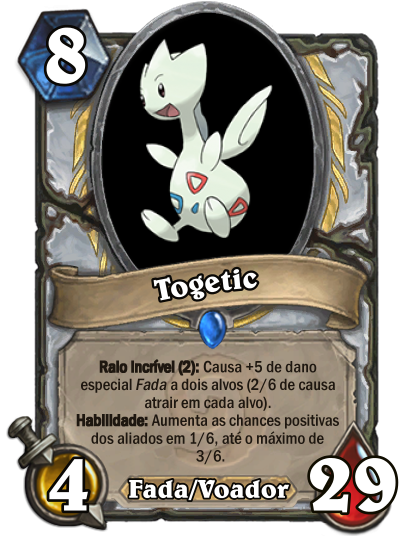 8
Togetic
Raio Incrível (2): Causa +5 de dano
especial Fada a dois alvos (2/6 de causa
atrair em cada alvo).
Habilidade: Aumenta as chances positivas
dos aliados em 1/6, até o máximo de
3/6.
4
Fada/Voador
29